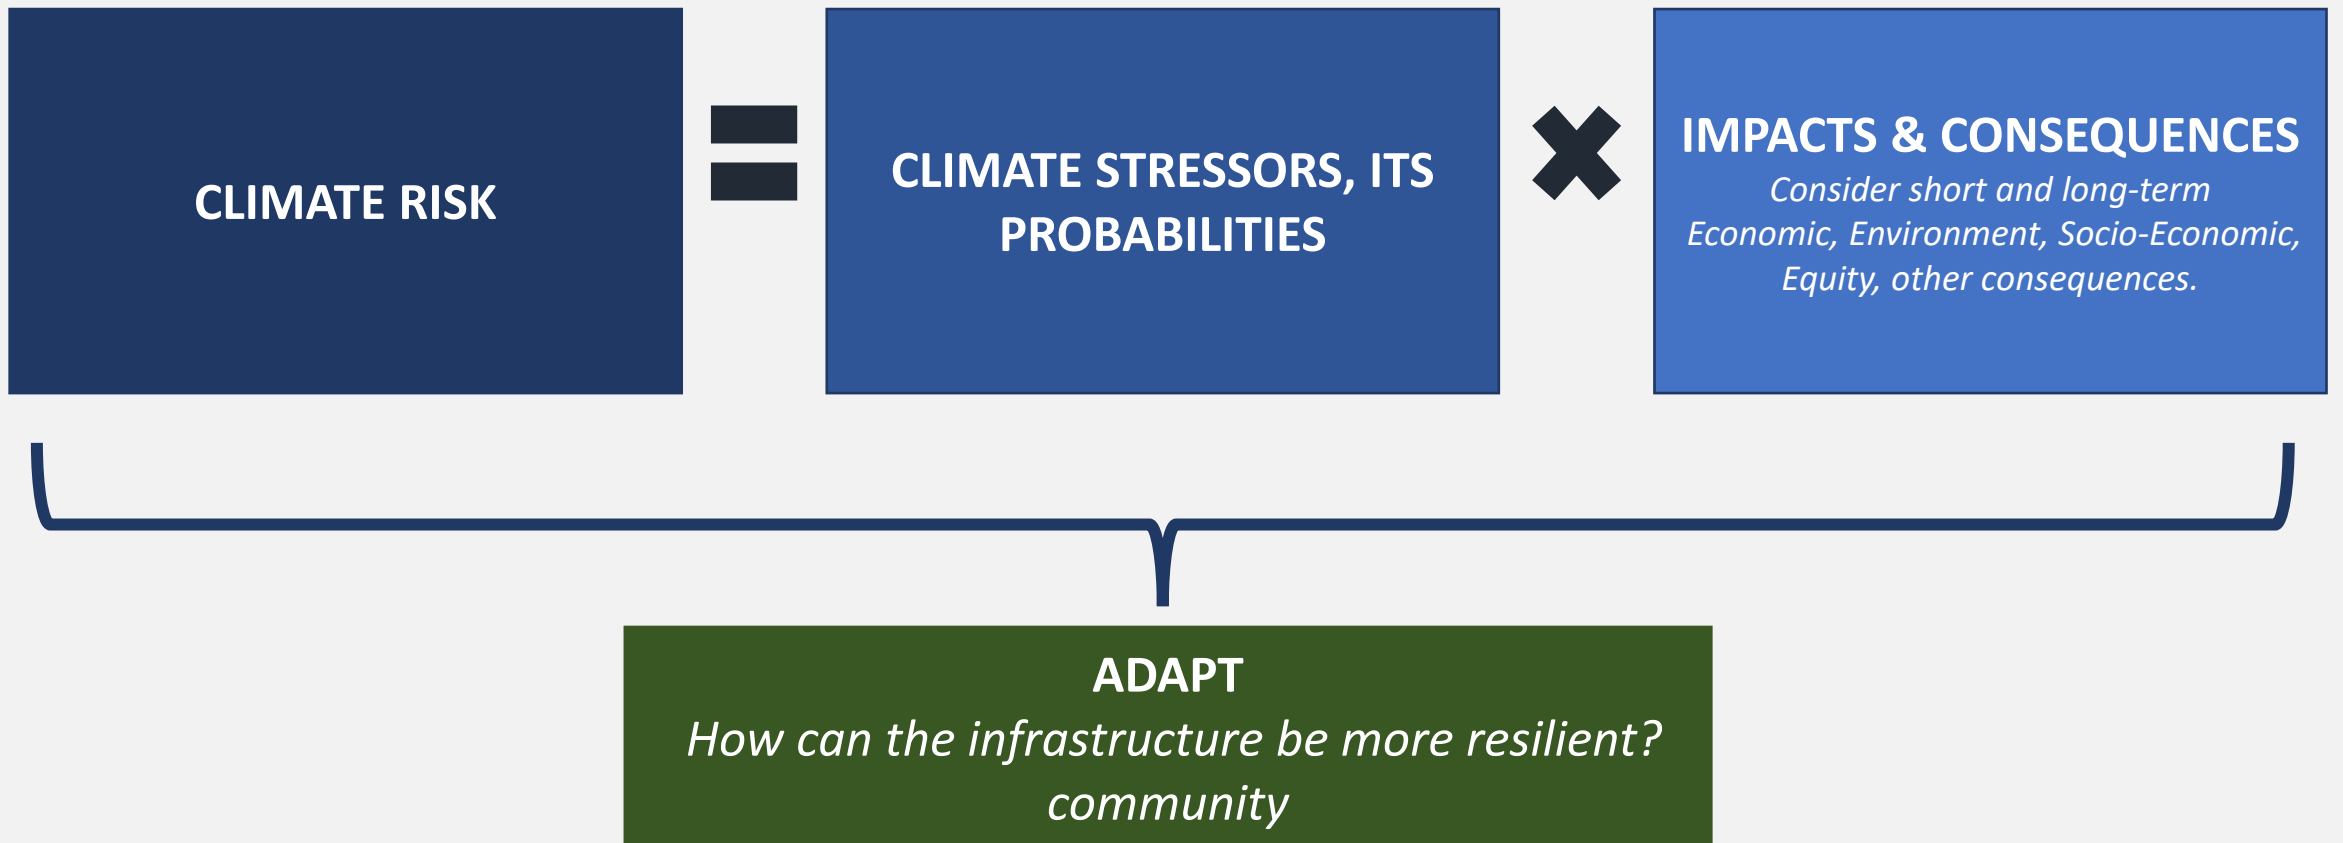 CLIMATE RISK
CLIMATE STRESSORS, ITS
PROBABILITIES
IMPACTS & CONSEQUENCES
Consider short and long-term
Economic, Environment, Socio-Economic,
Equity, other consequences.
ADAPT
How can the infrastructure be more resilient?
community